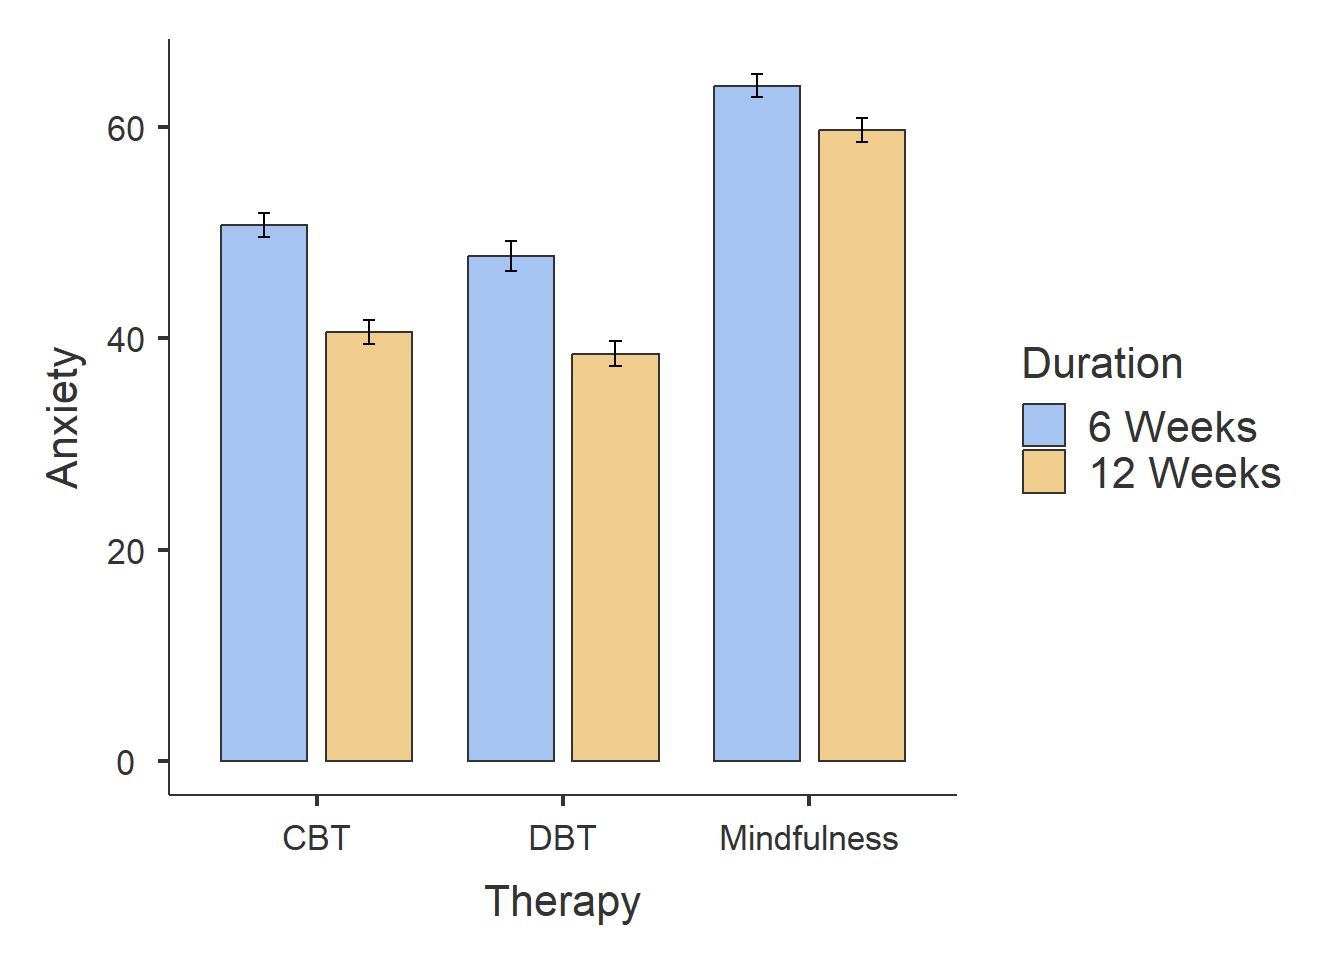 60
40
20
0
Anxiety
CBT
DBT
Mindfulness
Therapy
Duration
6 Weeks
12 Weeks